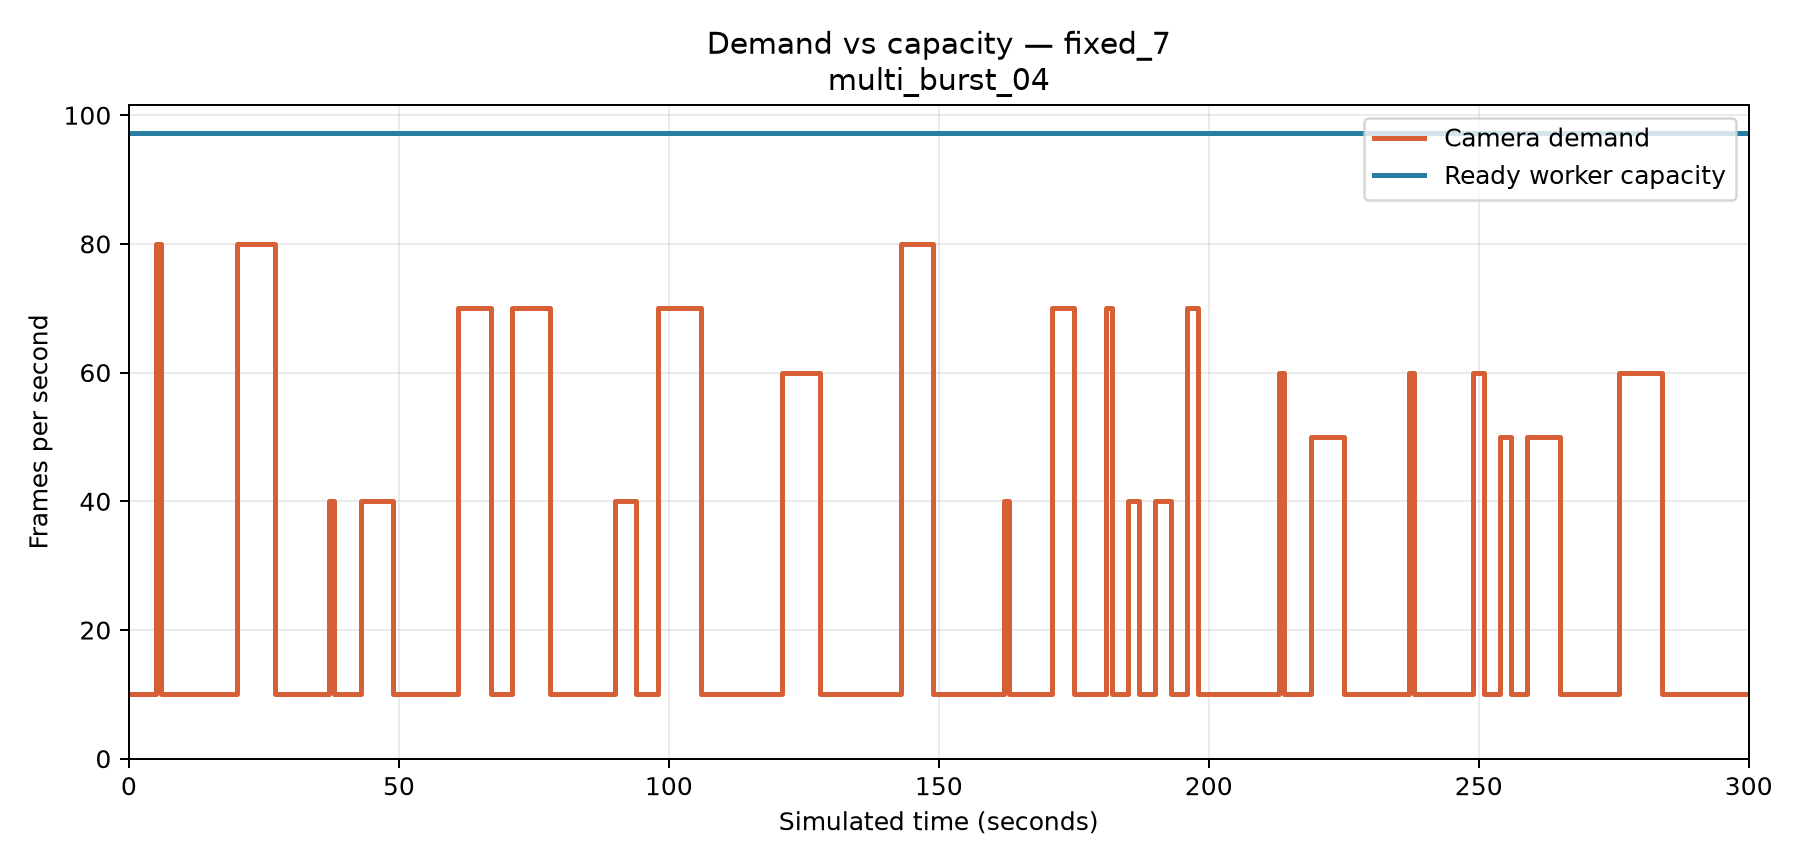 Demand vs capacity — fixed_7
multi_burst_04
100
80
60
40
20
0
Frames per second
Camera demand
Ready worker capacity
0 50 100 150 200 250 300
Simulated time (seconds)